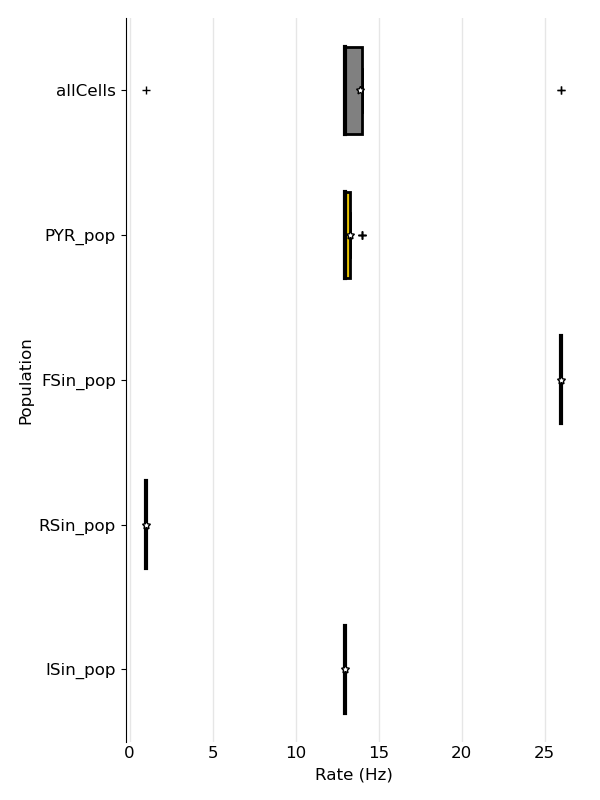 allCells
PYR_pop
FSin_pop
RSin_pop
ISin_pop
Population
0 5 10 15 20 25
Rate (Hz)